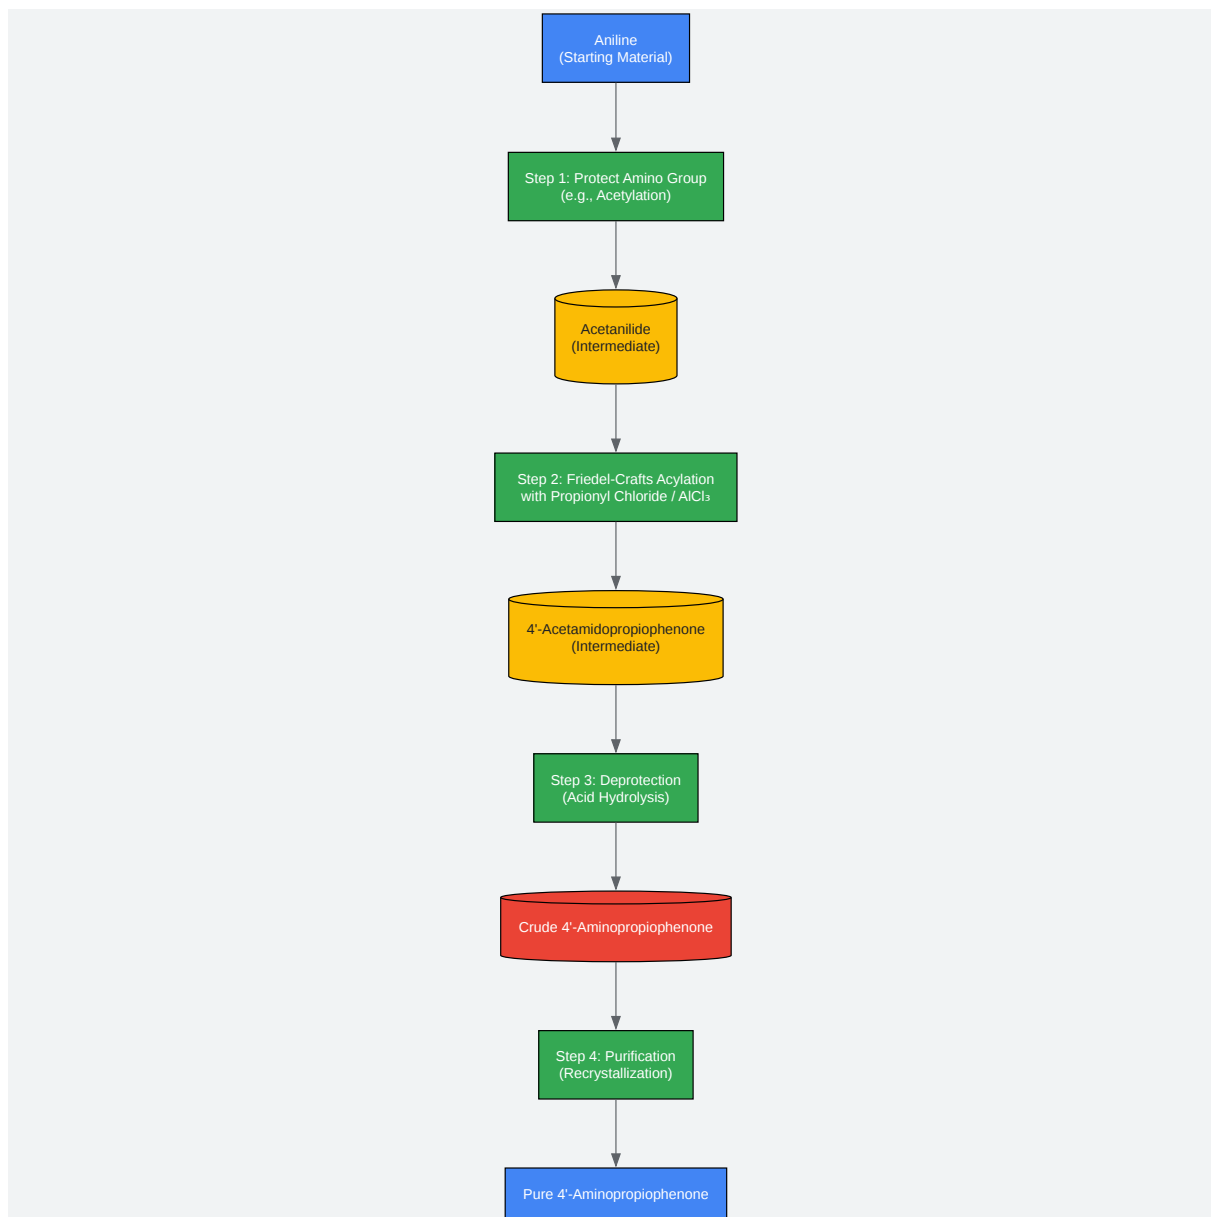 Aniline
(Starting Material)
Step 1: Protect Amino Group
(e.g., Acetylation)
Acetanilide
(Intermediate)
Step 2: Friedel-Crafts Acylation
with Propionyl Chloride / AlCl₃
4'-Acetamidopropiophenone
(Intermediate)
Step 3: Deprotection
(Acid Hydrolysis)
Crude 4'-Aminopropiophenone
Step 4: Purification
(Recrystallization)
Pure 4'-Aminopropiophenone